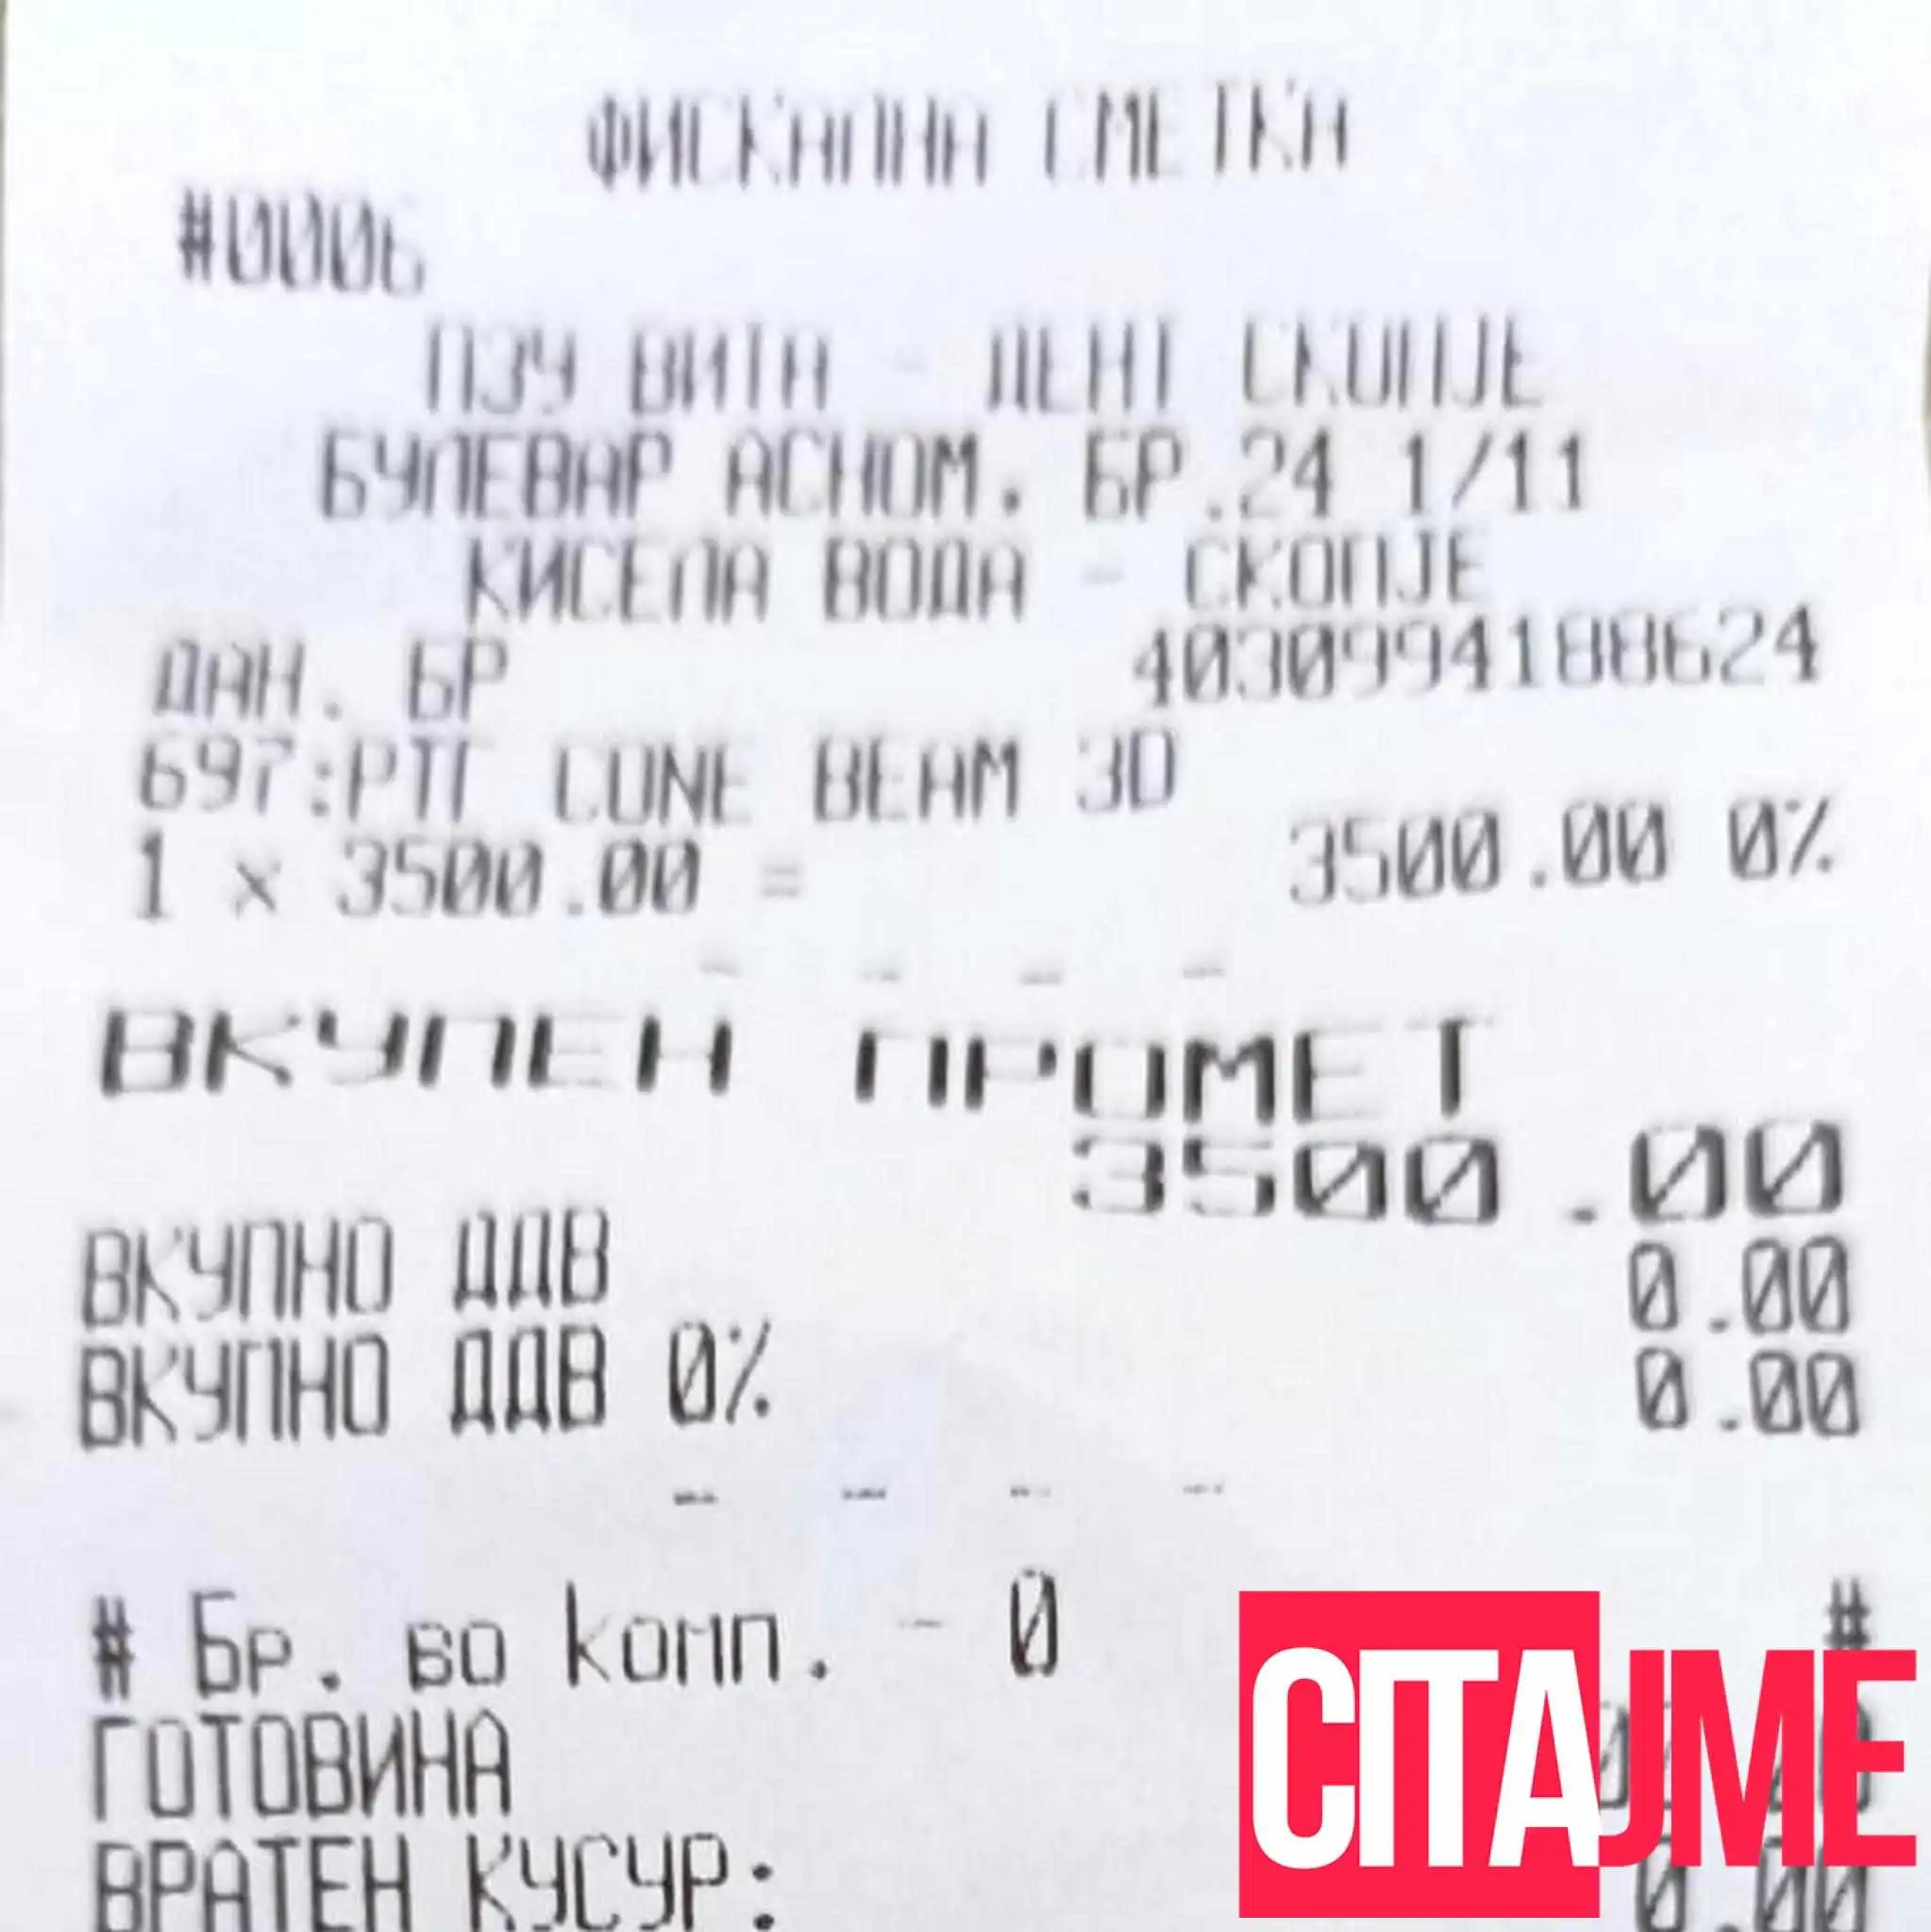 ФИСКАЛНА СМЕТКА
#0006
ПЗУ ВИТА - ДЕНТ СКОПЈЕ
БУЛЕВАР АСНОМ. БР.24 1/11
КИСЕЛА ВОДА - СКОПЈЕ
ДАН. БР 4030994188624
697:РТГ CONE BEAM 3D
1 x 3500.00 = 3500.00 0%
- - - -
ВКУПЕН ПРОМЕТ
3500.00
ВКУПНО ДДВ 0.00
ВКУПНО ДДВ 0% 0.00
- - - -
# Бр. во комп. - 0 #
ГОТОВИНА
ВРАТЕН КУСУР: 0.00
CITAJME